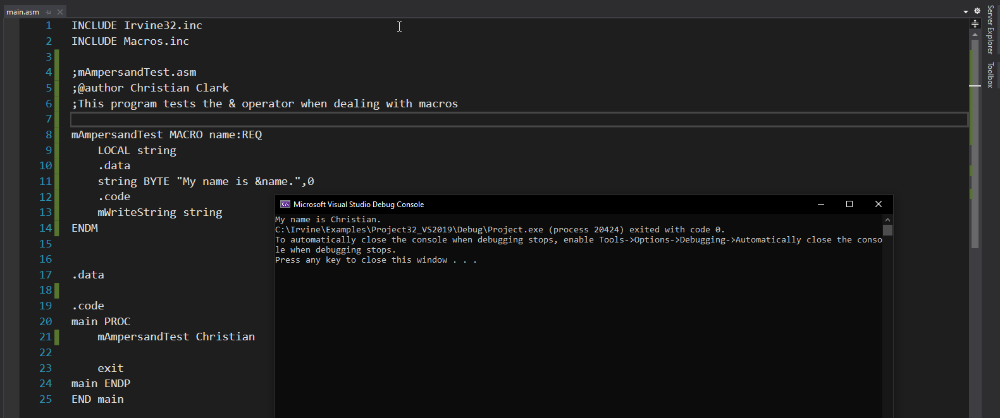 main.asm
Server Explorer
Toolbox
1 INCLUDE Irvine32.inc
2 INCLUDE Macros.inc
3
4 ;mAmpersandTest.asm
5 ;@author Christian Clark
6 ;This program tests the & operator when dealing with macros
7
8 mAmpersandTest MACRO name:REQ
9 LOCAL string
10 .data
11 string BYTE "My name is &name.",0
12 .code
13 mWriteString string
14 ENDM
15
16
17 .data
18
19 .code
20 main PROC
21 mAmpersandTest Christian
22
23 exit
24 main ENDP
25 END main
C:\ Microsoft Visual Studio Debug Console
My name is Christian.
C:\Irvine\Examples\Project32_VS2019\Debug\Project.exe (process 20424) exited with code 0.
To automatically close the console when debugging stops, enable Tools->Options->Debugging->Automatically close the conso
le when debugging stops.
Press any key to close this window . . .